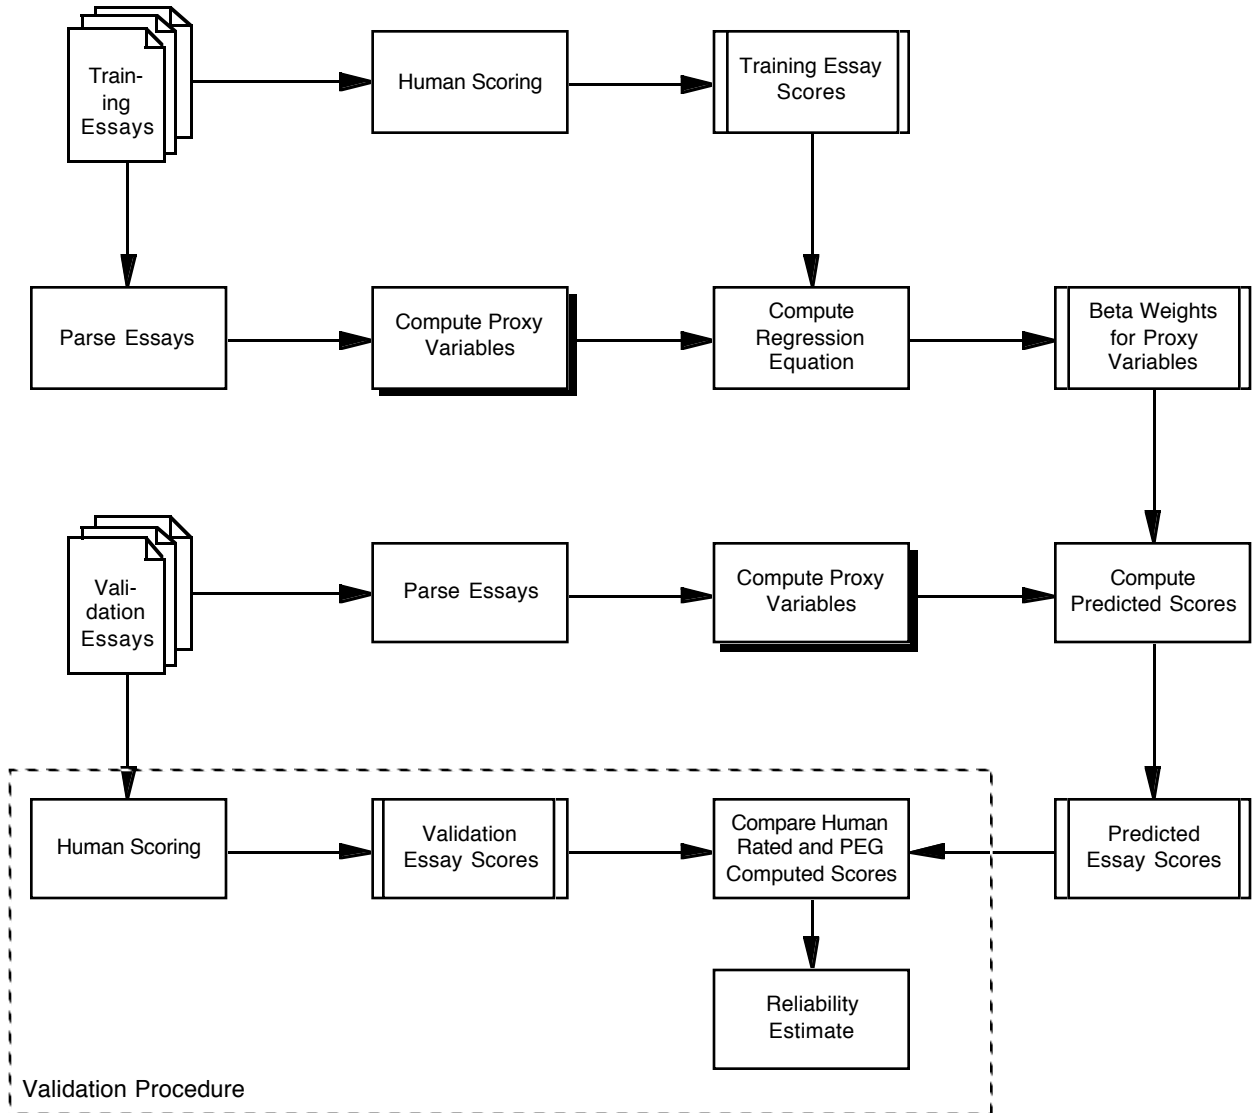 Train-
ing
Essays
Human Scoring
Training Essay
Scores
Parse Essays
Compute Proxy
Variables
Compute
Regression
Equation
Beta Weights
for Proxy
Variables
Vali-
dation
Essays
Parse Essays
Compute Proxy
Variables
Compute
Predicted Scores
Human Scoring
Validation
Essay Scores
Compare Human
Rated and PEG
Computed Scores
Predicted
Essay Scores
Reliability
Estimate
Validation Procedure